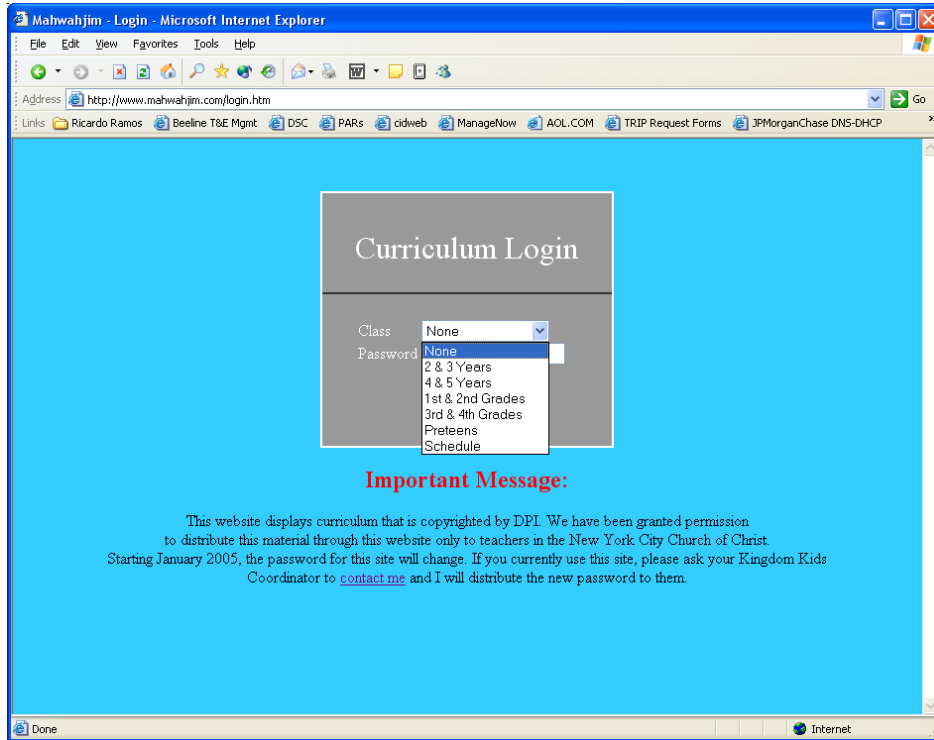 Mahwahjim - Login - Microsoft Internet Explorer
File Edit View Favorites Tools Help
Address http://www.mahwahjim.com/login.htm Go
Links Ricardo Ramos Beeline T&E Mgmt DSC PARs cidweb ManageNow AOL.COM TRIP Request Forms JPMorganChase DNS-DHCP »
Curriculum Login
Class None
Password
None
2 & 3 Years
4 & 5 Years
1st & 2nd Grades
3rd & 4th Grades
Preteens
Schedule
Important Message:
This website displays curriculum that is copyrighted by DPI. We have been granted permission
to distribute this material through this website only to teachers in the New York City Church of Christ.
Starting January 2005, the password for this site will change. If you currently use this site, please ask your Kingdom Kids
Coordinator to contact me and I will distribute the new password to them.
Done Internet